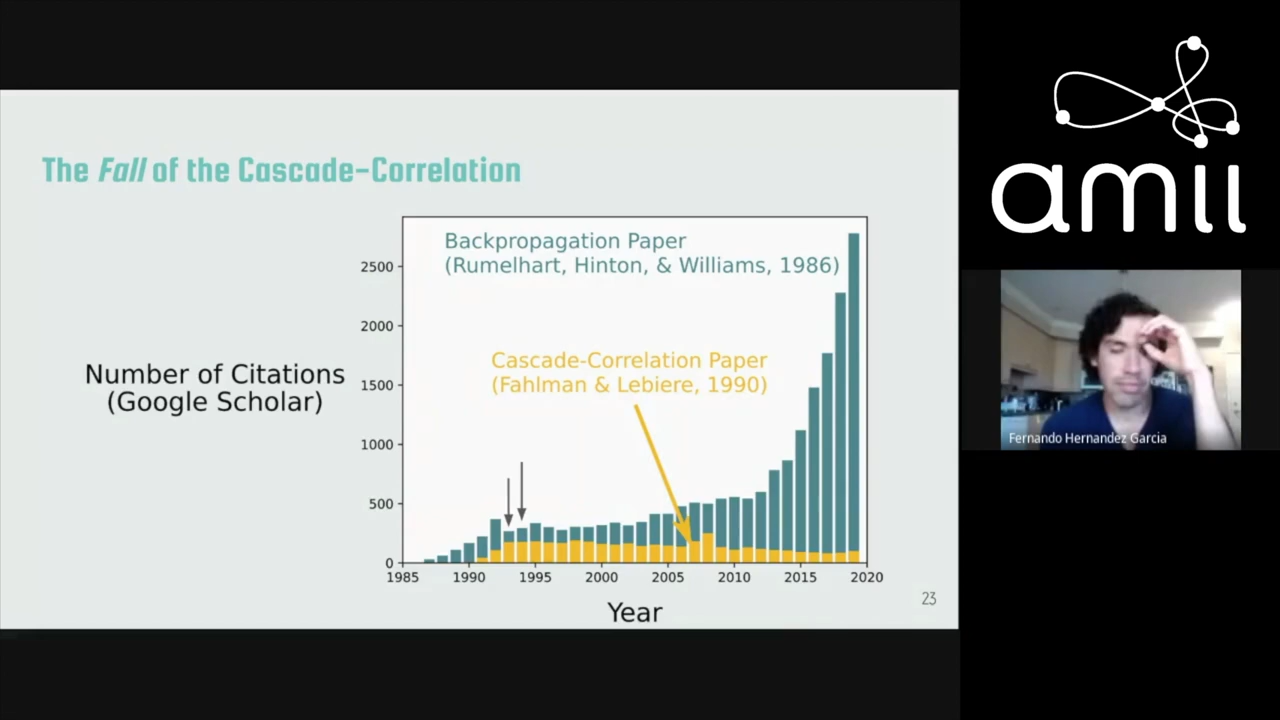 The Fall of the Cascade-Correlation
Backpropagation Paper
(Rumelhart, Hinton, & Williams, 1986)
Cascade-Correlation Paper
(Fahlman & Lebiere, 1990)
Number of Citations
(Google Scholar)
2500
2000
1500
1000
500
0
1985 1990 1995 2000 2005 2010 2015 2020
Year
23
amii
Fernando Hernandez Garcia